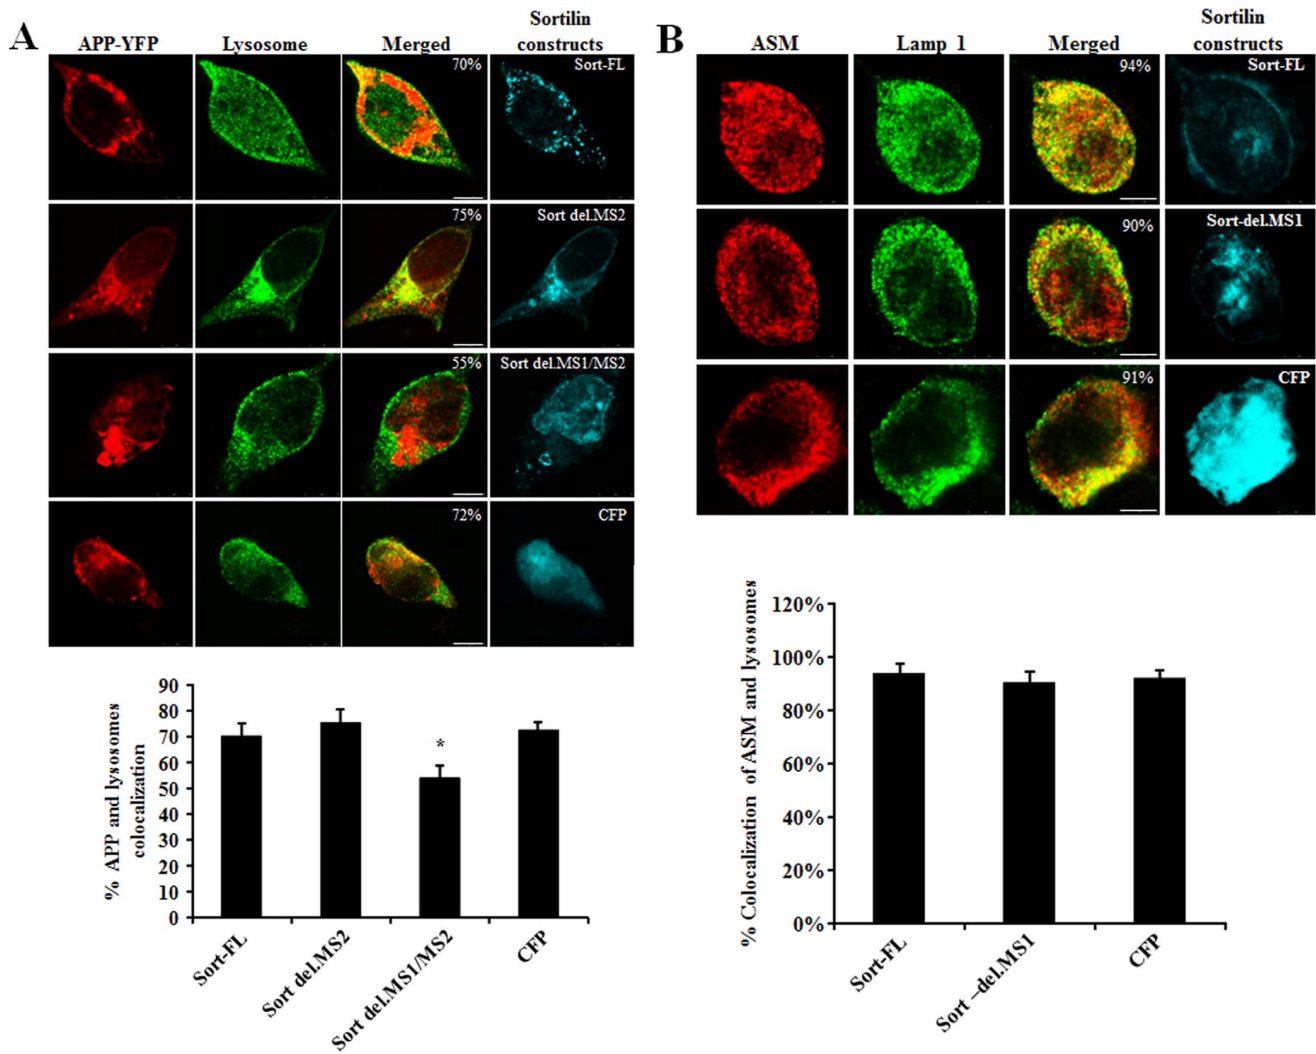 A
APP-YFP
Lysosome
Merged
Sortilin
constructs
70%
Sort-FL
75%
Sort del.MS2
55%
Sort del.MS1/MS2
72%
CFP
% APP and lysosomes
colocalization
90
80
70
60
50
40
30
20
10
0
*
Sort-FL
Sort del.MS2
Sort del.MS1/MS2
CFP
B
ASM
Lamp 1
Merged
Sortilin
constructs
94%
Sort-FL
90%
Sort-del.MS1
91%
CFP
% Colocalization of ASM and lysosomes
120%
100%
80%
60%
40%
20%
0%
Sort-FL
Sort –del.MS1
CFP